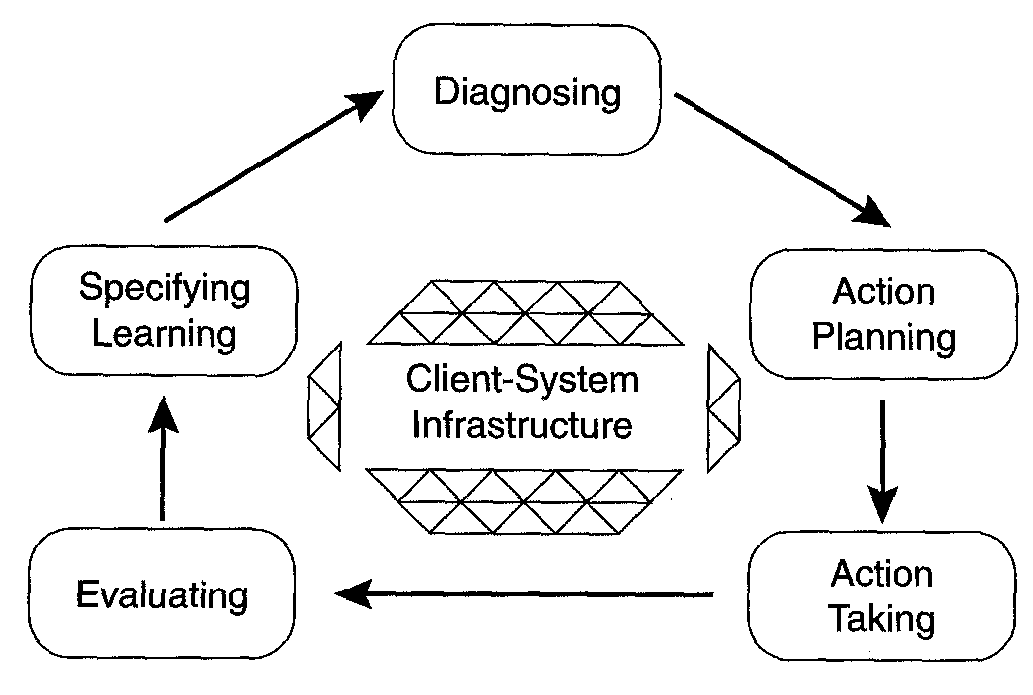 Diagnosing
Specifying
Learning
Action
Planning
Client-System
Infrastructure
Evaluating
Action
Taking